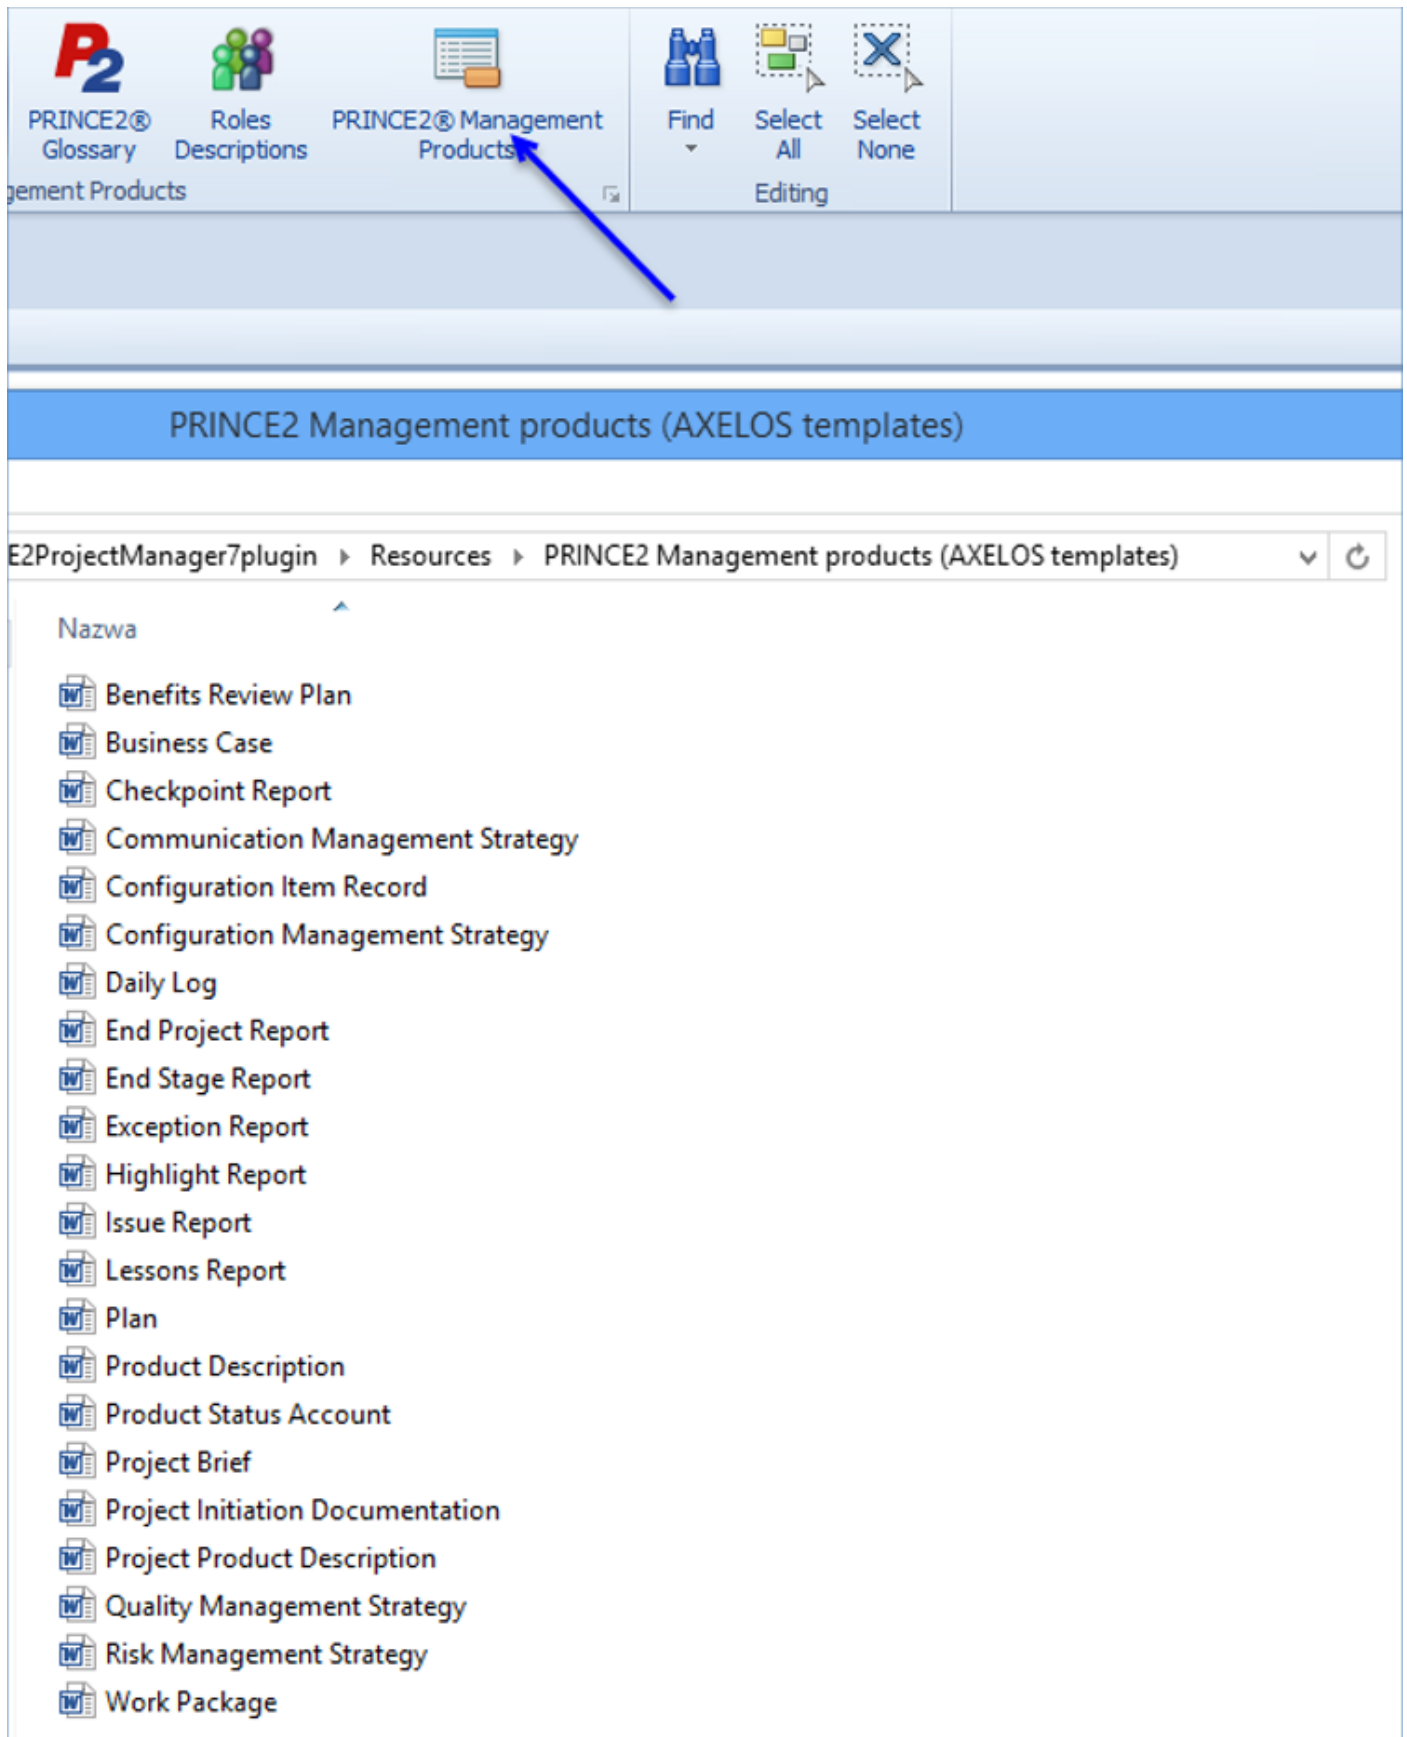 P2
PRINCE2® Glossary
Roles Descriptions
PRINCE2® Management Products
Find
Select All
Select None
gement Products
Editing
PRINCE2 Management products (AXELOS templates)
E2ProjectManager7plugin Resources PRINCE2 Management products (AXELOS templates)
Nazwa
Benefits Review Plan
Business Case
Checkpoint Report
Communication Management Strategy
Configuration Item Record
Configuration Management Strategy
Daily Log
End Project Report
End Stage Report
Exception Report
Highlight Report
Issue Report
Lessons Report
Plan
Product Description
Product Status Account
Project Brief
Project Initiation Documentation
Project Product Description
Quality Management Strategy
Risk Management Strategy
Work Package